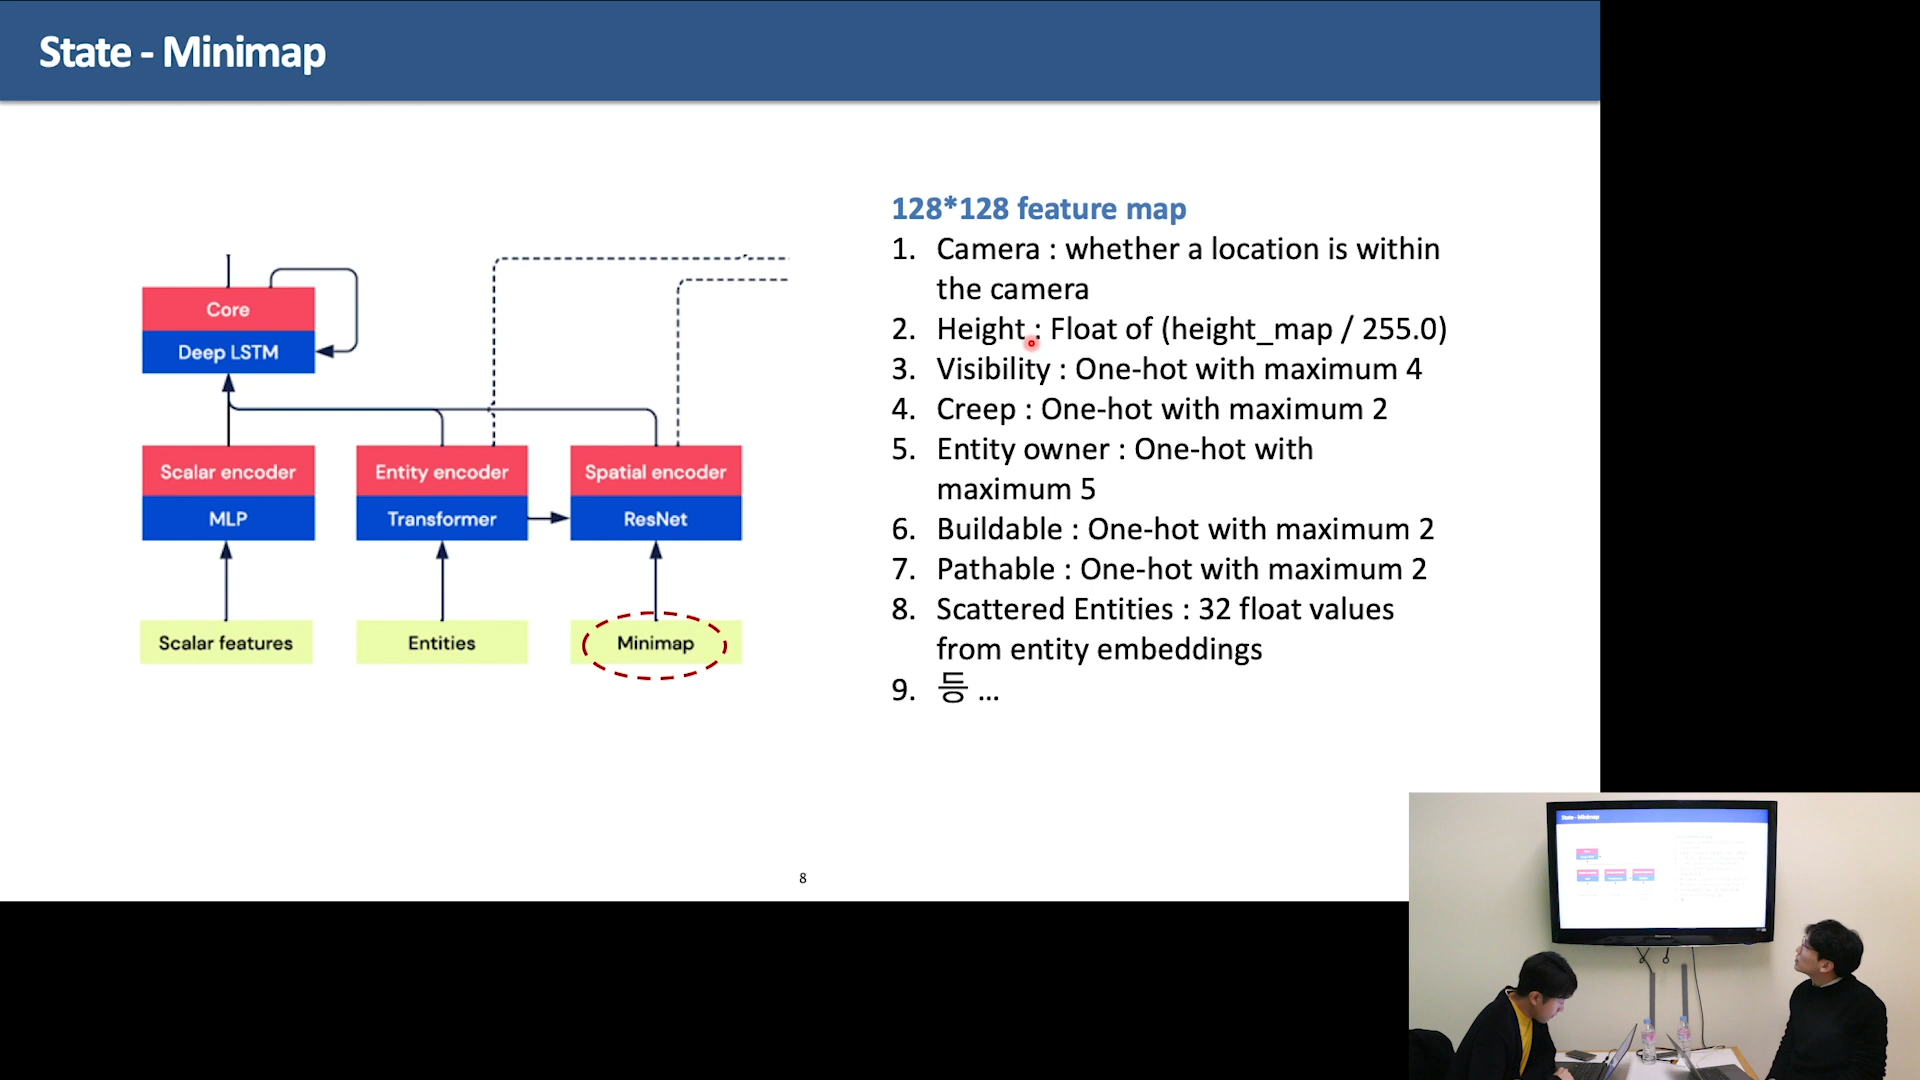 State - Minimap
Core
Deep LSTM
Scalar encoder
MLP
Entity encoder
Transformer
Spatial encoder
ResNet
Scalar features
Entities
Minimap
128*128 feature map
1. Camera : whether a location is within
the camera
2. Height : Float of (height_map / 255.0)
3. Visibility : One-hot with maximum 4
4. Creep : One-hot with maximum 2
5. Entity owner : One-hot with
maximum 5
6. Buildable : One-hot with maximum 2
7. Pathable : One-hot with maximum 2
8. Scattered Entities : 32 float values
from entity embeddings
9. 등 ...
8
State - Minimap